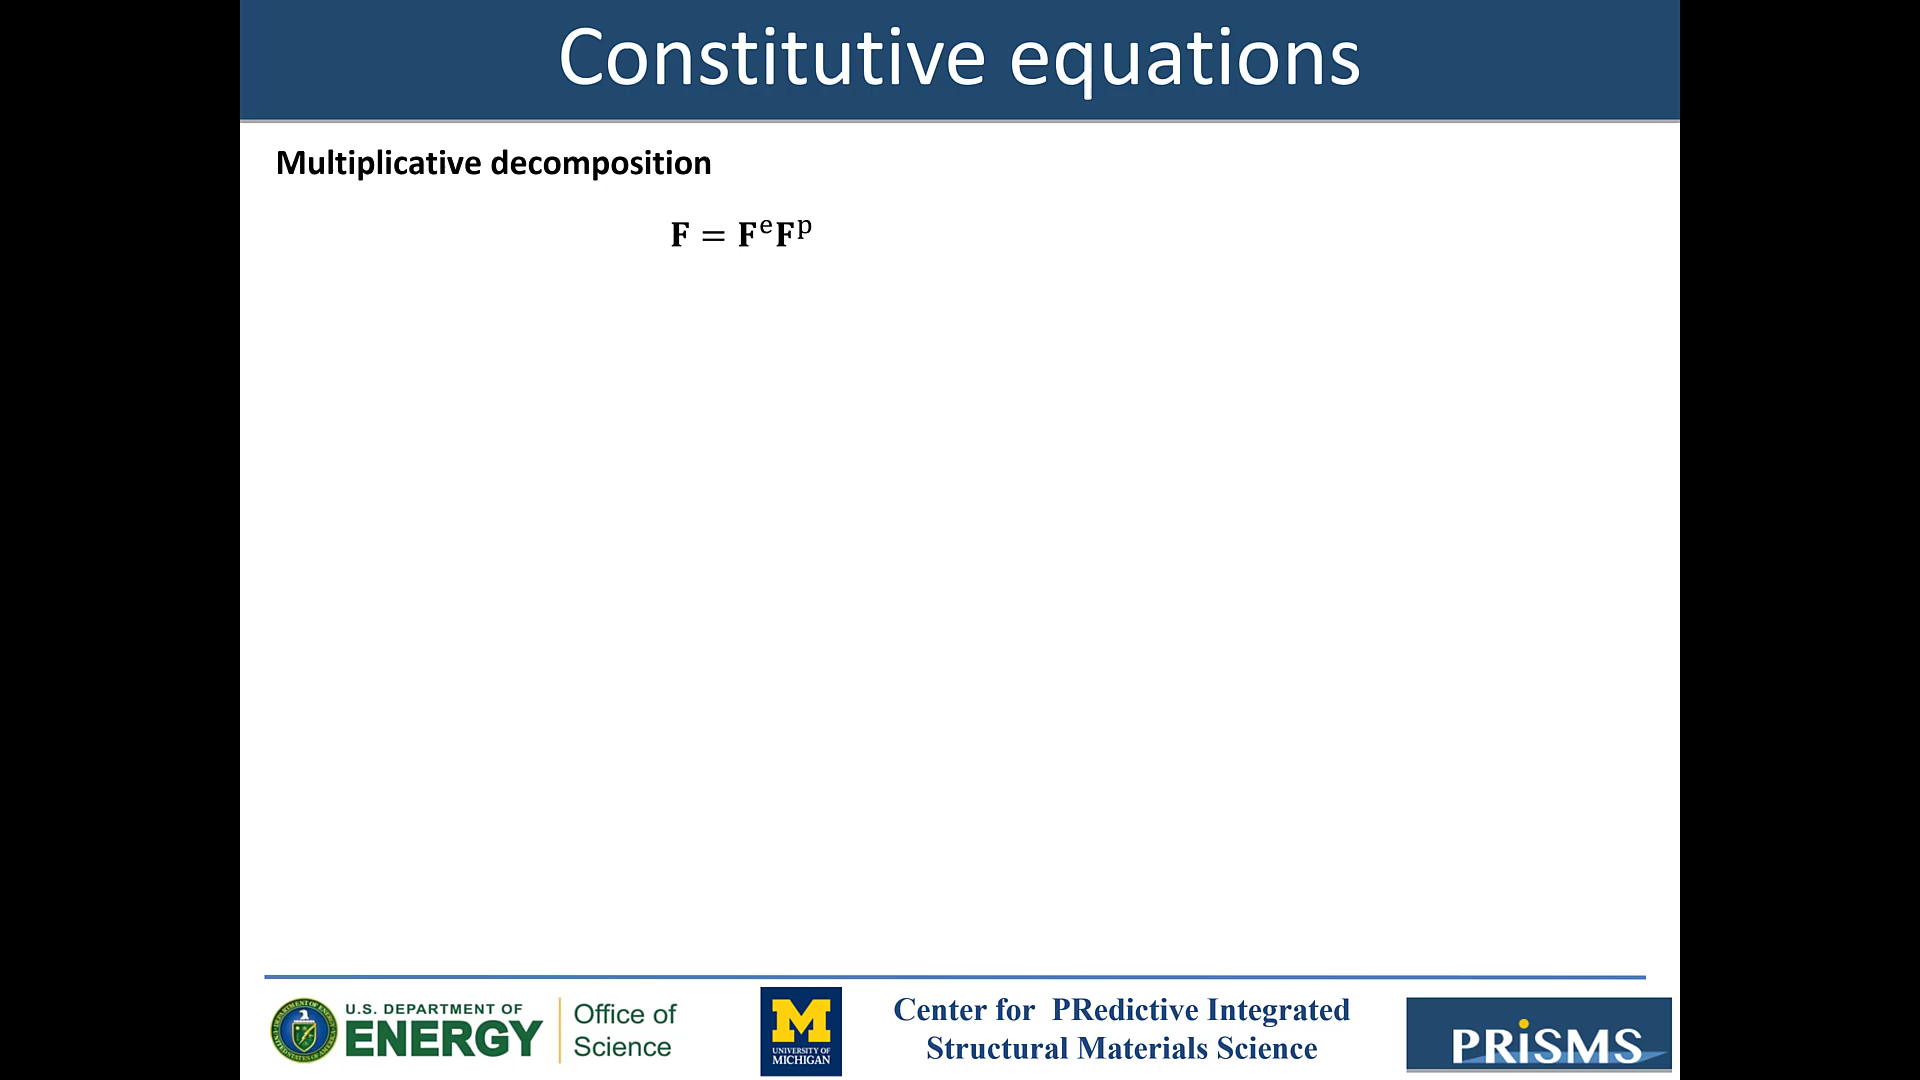 Constitutive equations
Multiplicative decomposition
𝐅 = 𝐅ᵉ𝐅ᵖ
U.S. DEPARTMENT OF
ENERGY
Office of
Science
M
UNIVERSITY OF
MICHIGAN
Center for PRedictive Integrated
Structural Materials Science
PRiSMS